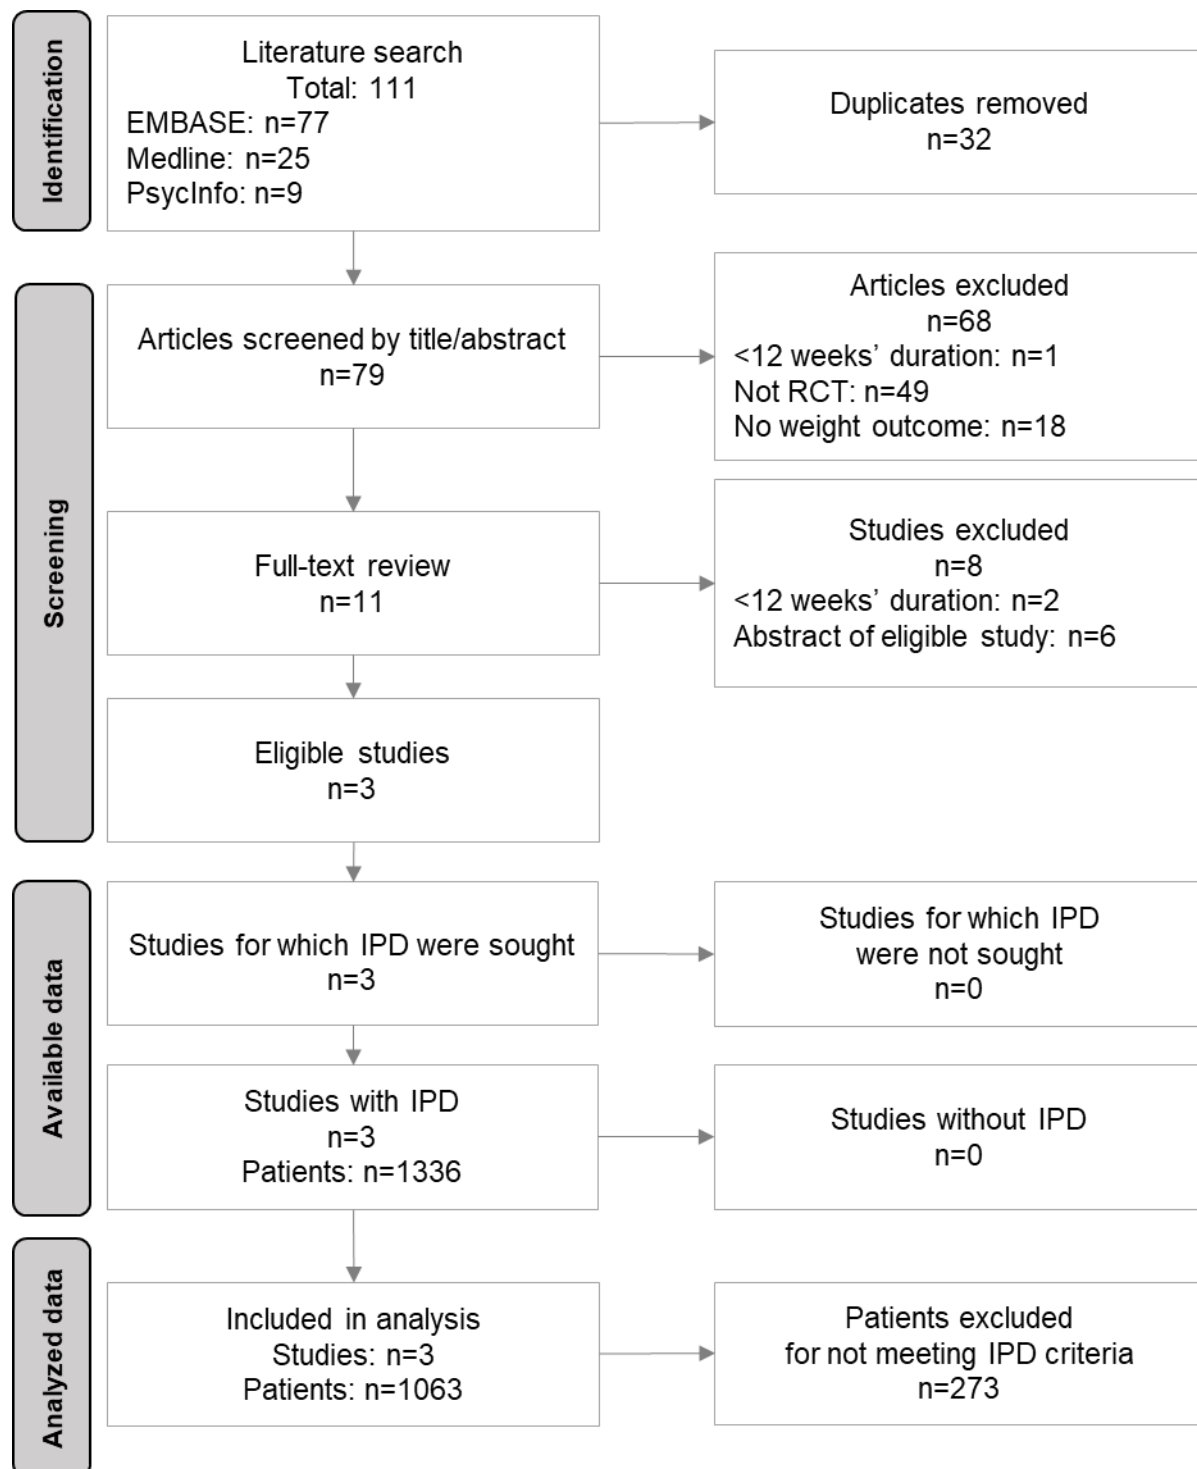 Identification
Literature search
Total: 111
EMBASE: n=77
Medline: n=25
PsycInfo: n=9
Duplicates removed
n=32
Screening
Articles screened by title/abstract
n=79
Articles excluded
n=68
<12 weeks’ duration: n=1
Not RCT: n=49
No weight outcome: n=18
Full-text review
n=11
Studies excluded
n=8
<12 weeks’ duration: n=2
Abstract of eligible study: n=6
Eligible studies
n=3
Available data
Studies for which IPD were sought
n=3
Studies for which IPD
were not sought
n=0
Studies with IPD
n=3
Patients: n=1336
Studies without IPD
n=0
Analyzed data
Included in analysis
Studies: n=3
Patients: n=1063
Patients excluded
for not meeting IPD criteria
n=273